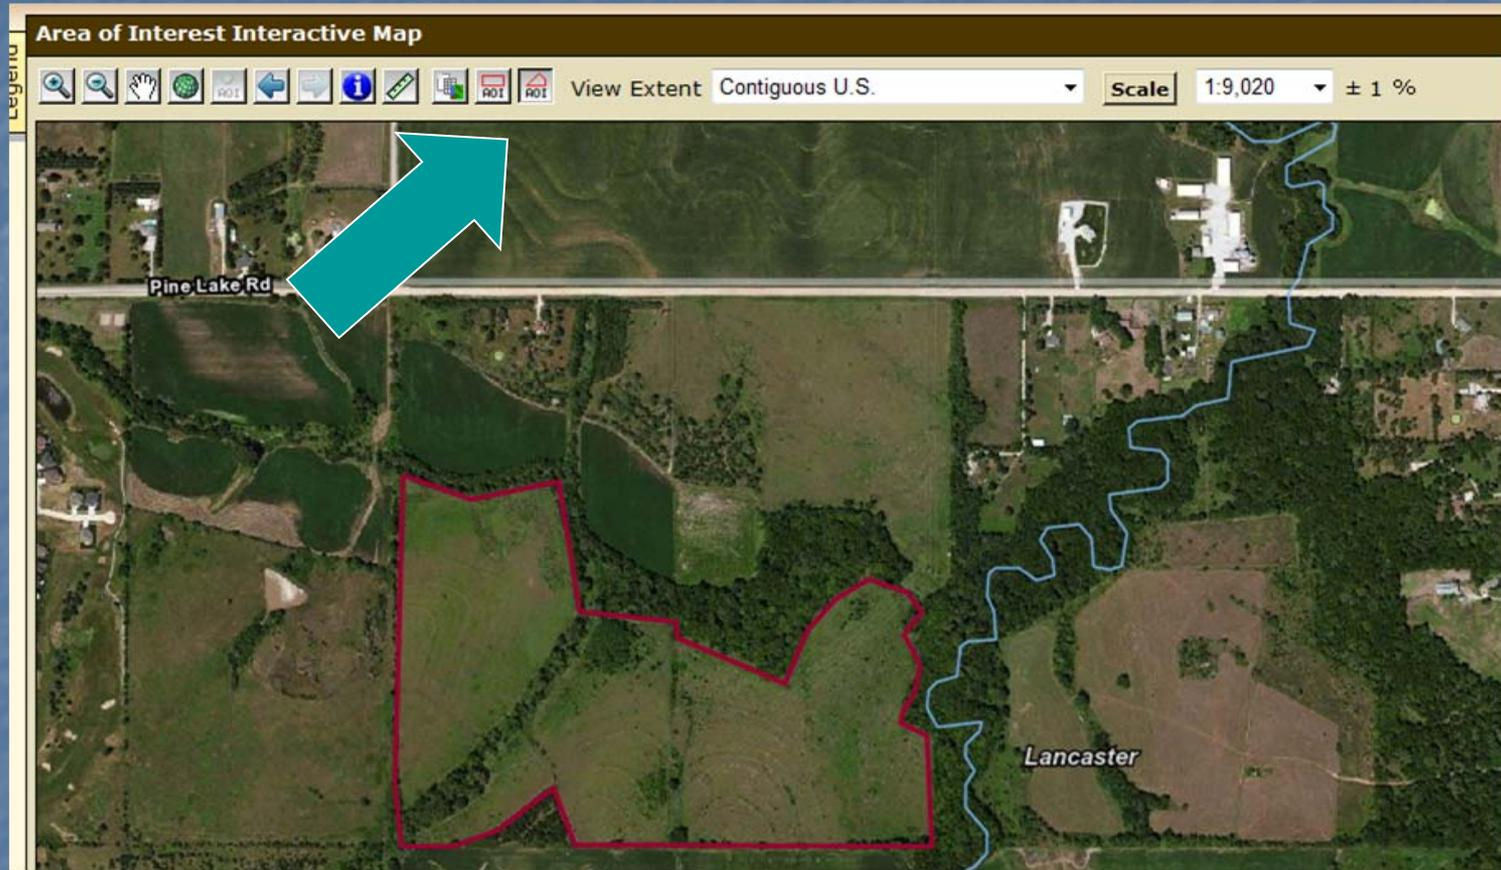 Area of Interest Interactive Map
Legend
AOI AOI AOI View Extent Contiguous U.S. Scale 1:9,020 ± 1 %
Pine Lake Rd
Lancaster